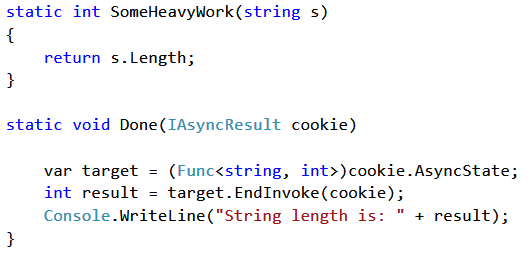 static int SomeHeavyWork(string s)
{
    return s.Length;
}
static void Done(IAsyncResult cookie)
    var target = (Func<string, int>)cookie.AsyncState;
    int result = target.EndInvoke(cookie);
    Console.WriteLine("String length is: " + result);
}